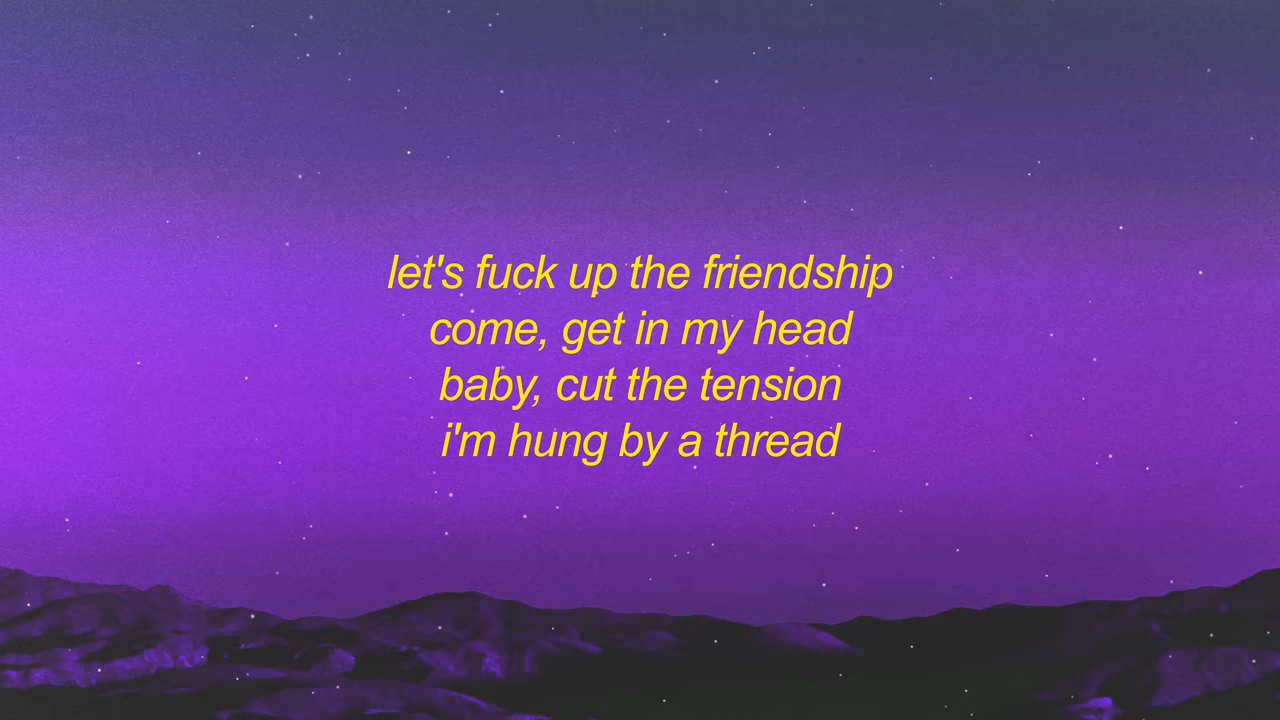 let's fuck up the friendship
come, get in my head
baby, cut the tension
i'm hung by a thread